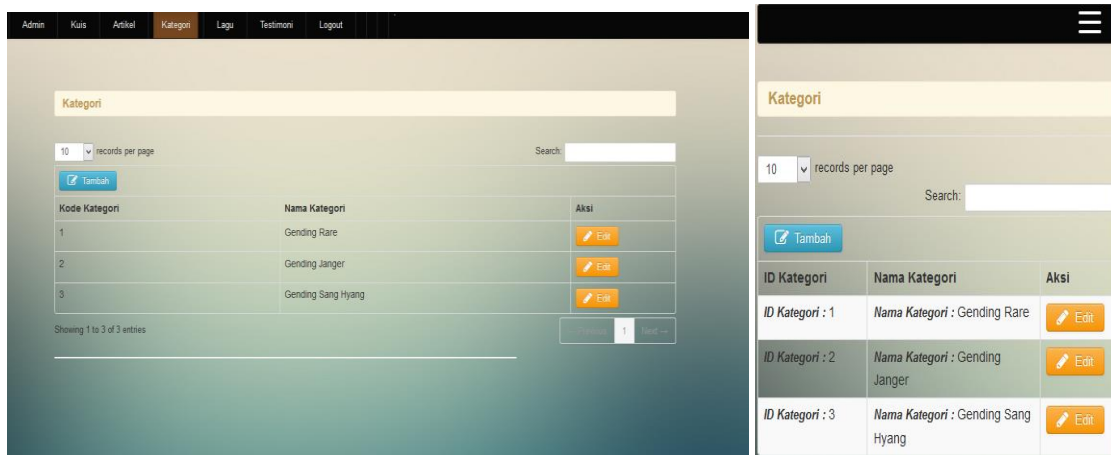 Admin Kuis Artikel Kategori Lagu Testimoni Logout
Kategori
10 records per page Search:
Tambah
Kode Kategori Nama Kategori Aksi
1 Gending Rare Edit
2 Gending Janger Edit
3 Gending Sang Hyang Edit
Showing 1 to 3 of 3 entries ← Previous 1 Next →
Kategori
10 records per page
Search:
Tambah
ID Kategori Nama Kategori Aksi
ID Kategori : 1 Nama Kategori : Gending Rare Edit
ID Kategori : 2 Nama Kategori : Gending Edit
Janger
ID Kategori : 3 Nama Kategori : Gending Sang Edit
Hyang